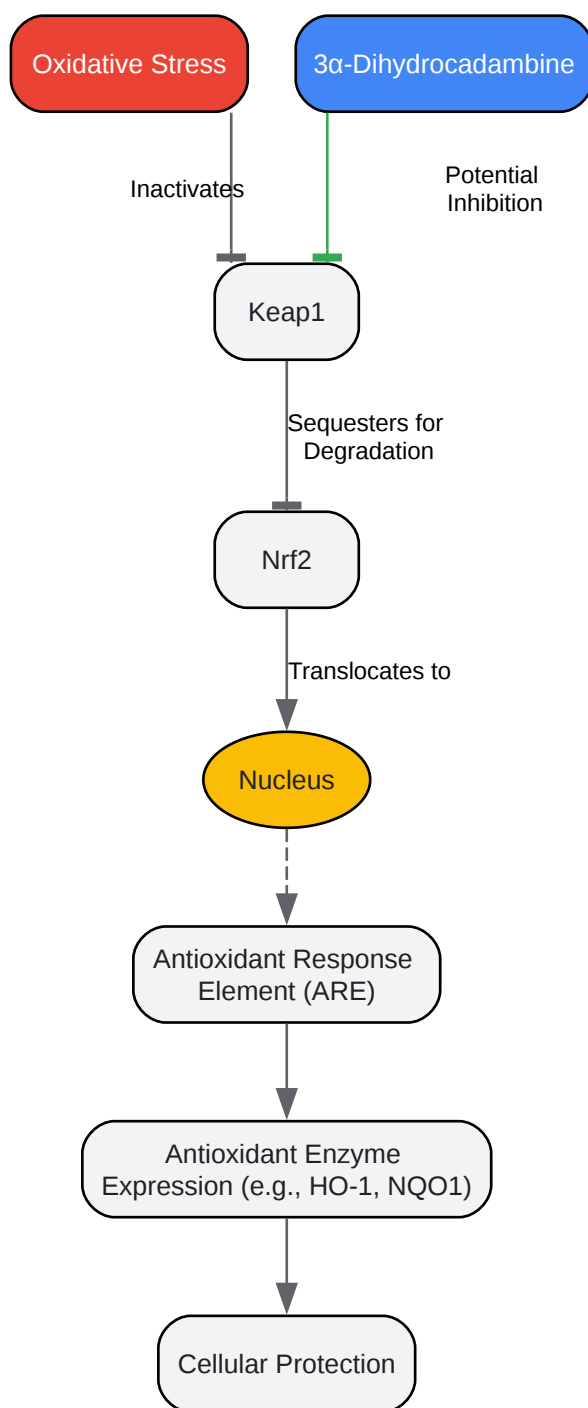 Oxidative Stress
3α-Dihydrocadambine
Inactivates
Potential
Inhibition
Keap1
Sequesters for
Degradation
Nrf2
Translocates to
Nucleus
Antioxidant Response
Element (ARE)
Antioxidant Enzyme
Expression (e.g., HO-1, NQO1)
Cellular Protection